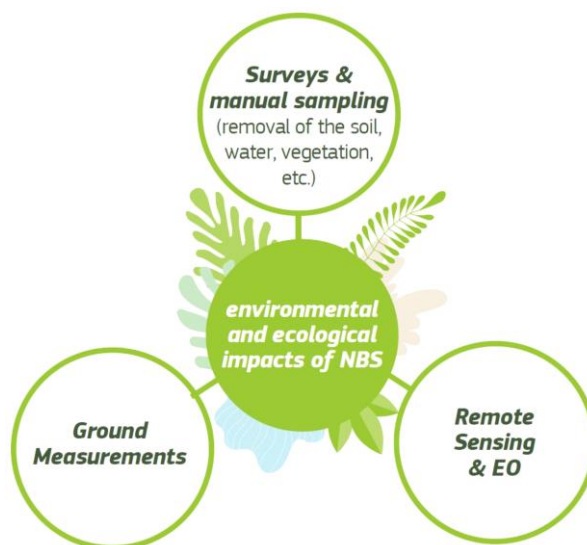 Surveys &
manual sampling
(removal of the soil,
water, vegetation,
etc.)
environmental
and ecological
impacts of NBS
Ground
Measurements
Remote
Sensing
& EO